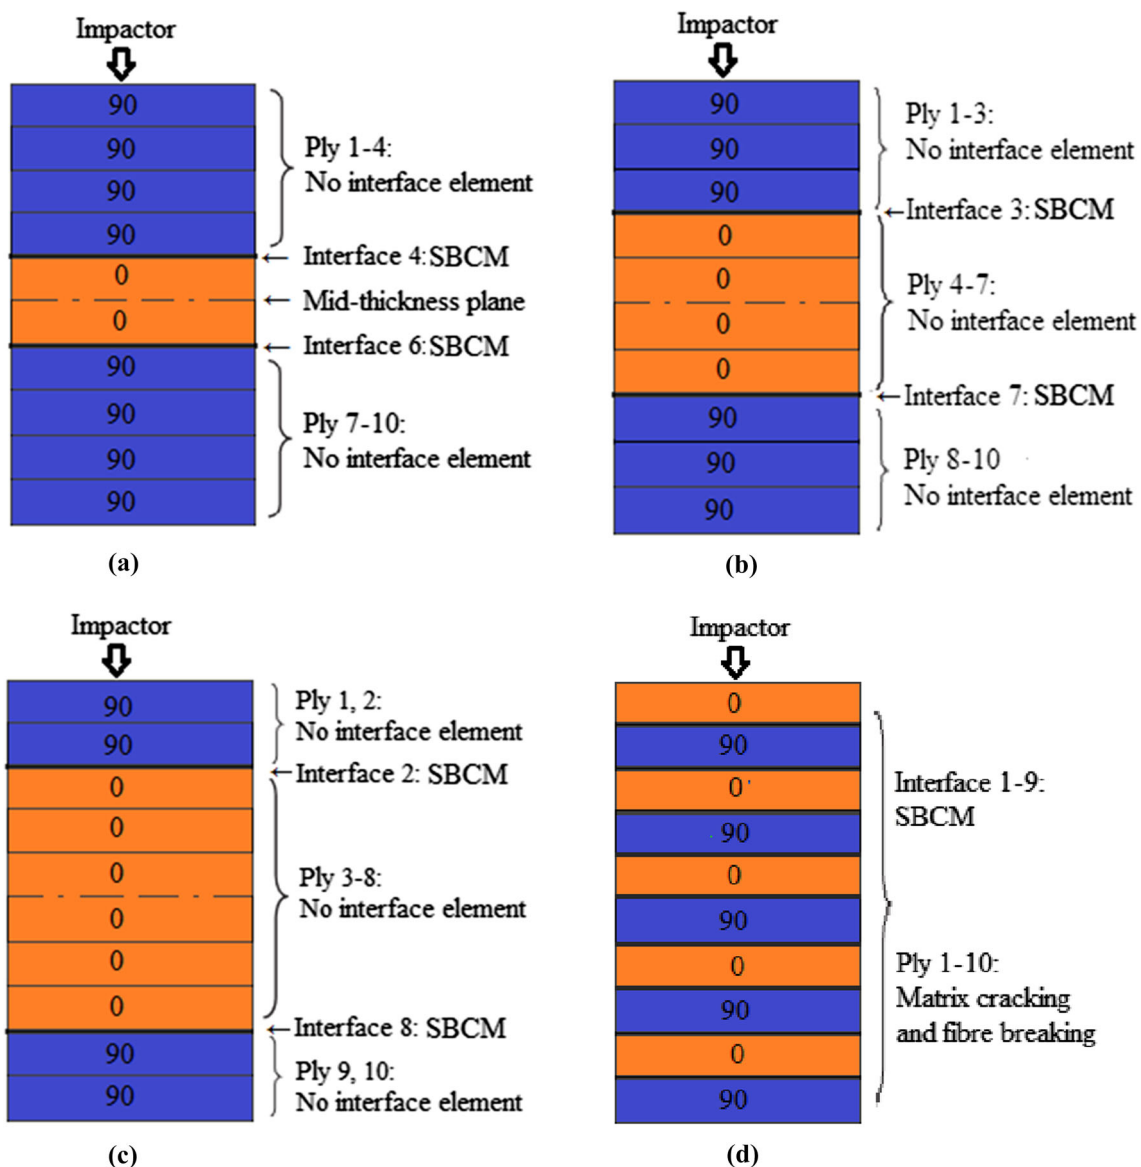 Impactor
90
90
Ply 1-4:
No interface element
90
90
Interface 4: SBCM
0
Mid-thickness plane
0
Interface 6: SBCM
90
90
Ply 7-10:
No interface element
90
90
(a)
Impactor
90
Ply 1-3:
No interface element
90
90
Interface 3: SBCM
0
0
Ply 4-7:
No interface element
0
0
Interface 7: SBCM
90
90
Ply 8-10
No interface element
90
(b)
Impactor
90
Ply 1, 2:
No interface element
90
Interface 2: SBCM
0
0
0
Ply 3-8:
No interface element
0
0
0
Interface 8: SBCM
90
Ply 9, 10:
No interface element
90
(c)
Impactor
0
90
0
Interface 1-9:
SBCM
90
0
90
0
Ply 1-10:
Matrix cracking
and fibre breaking
90
0
90
(d)